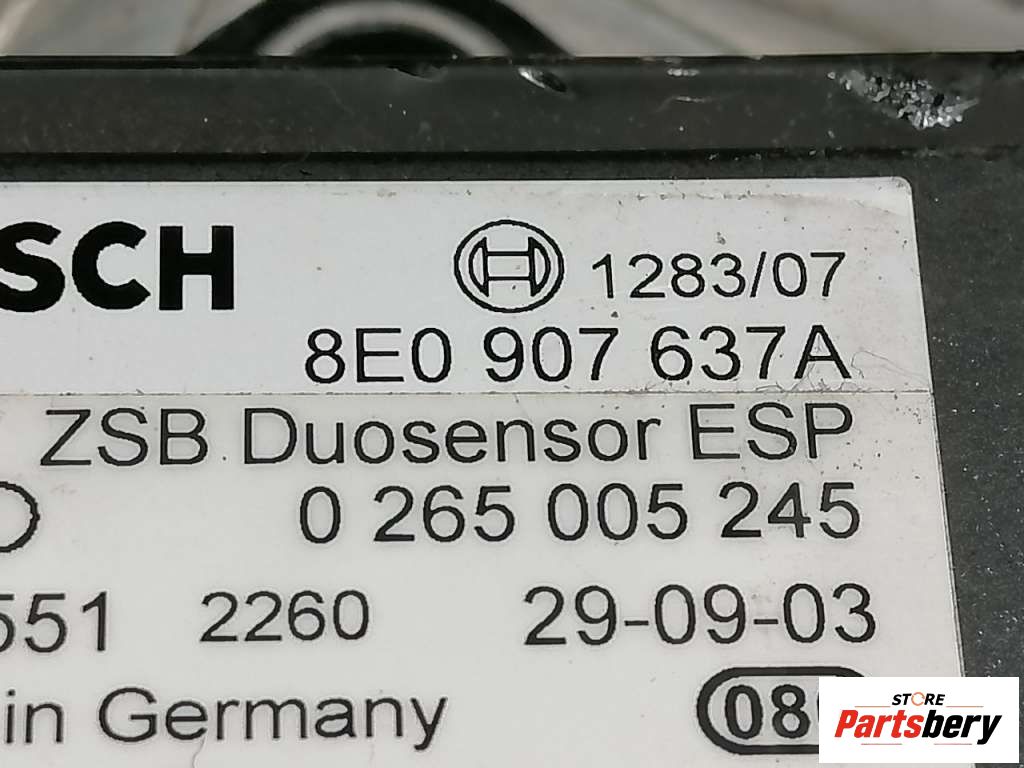 SCH 1283/07
8E0 907 637A
ZSB Duosensor ESP
0 265 005 245
551 2260 29-09-03
in Germany 08
STORE
Partsbery